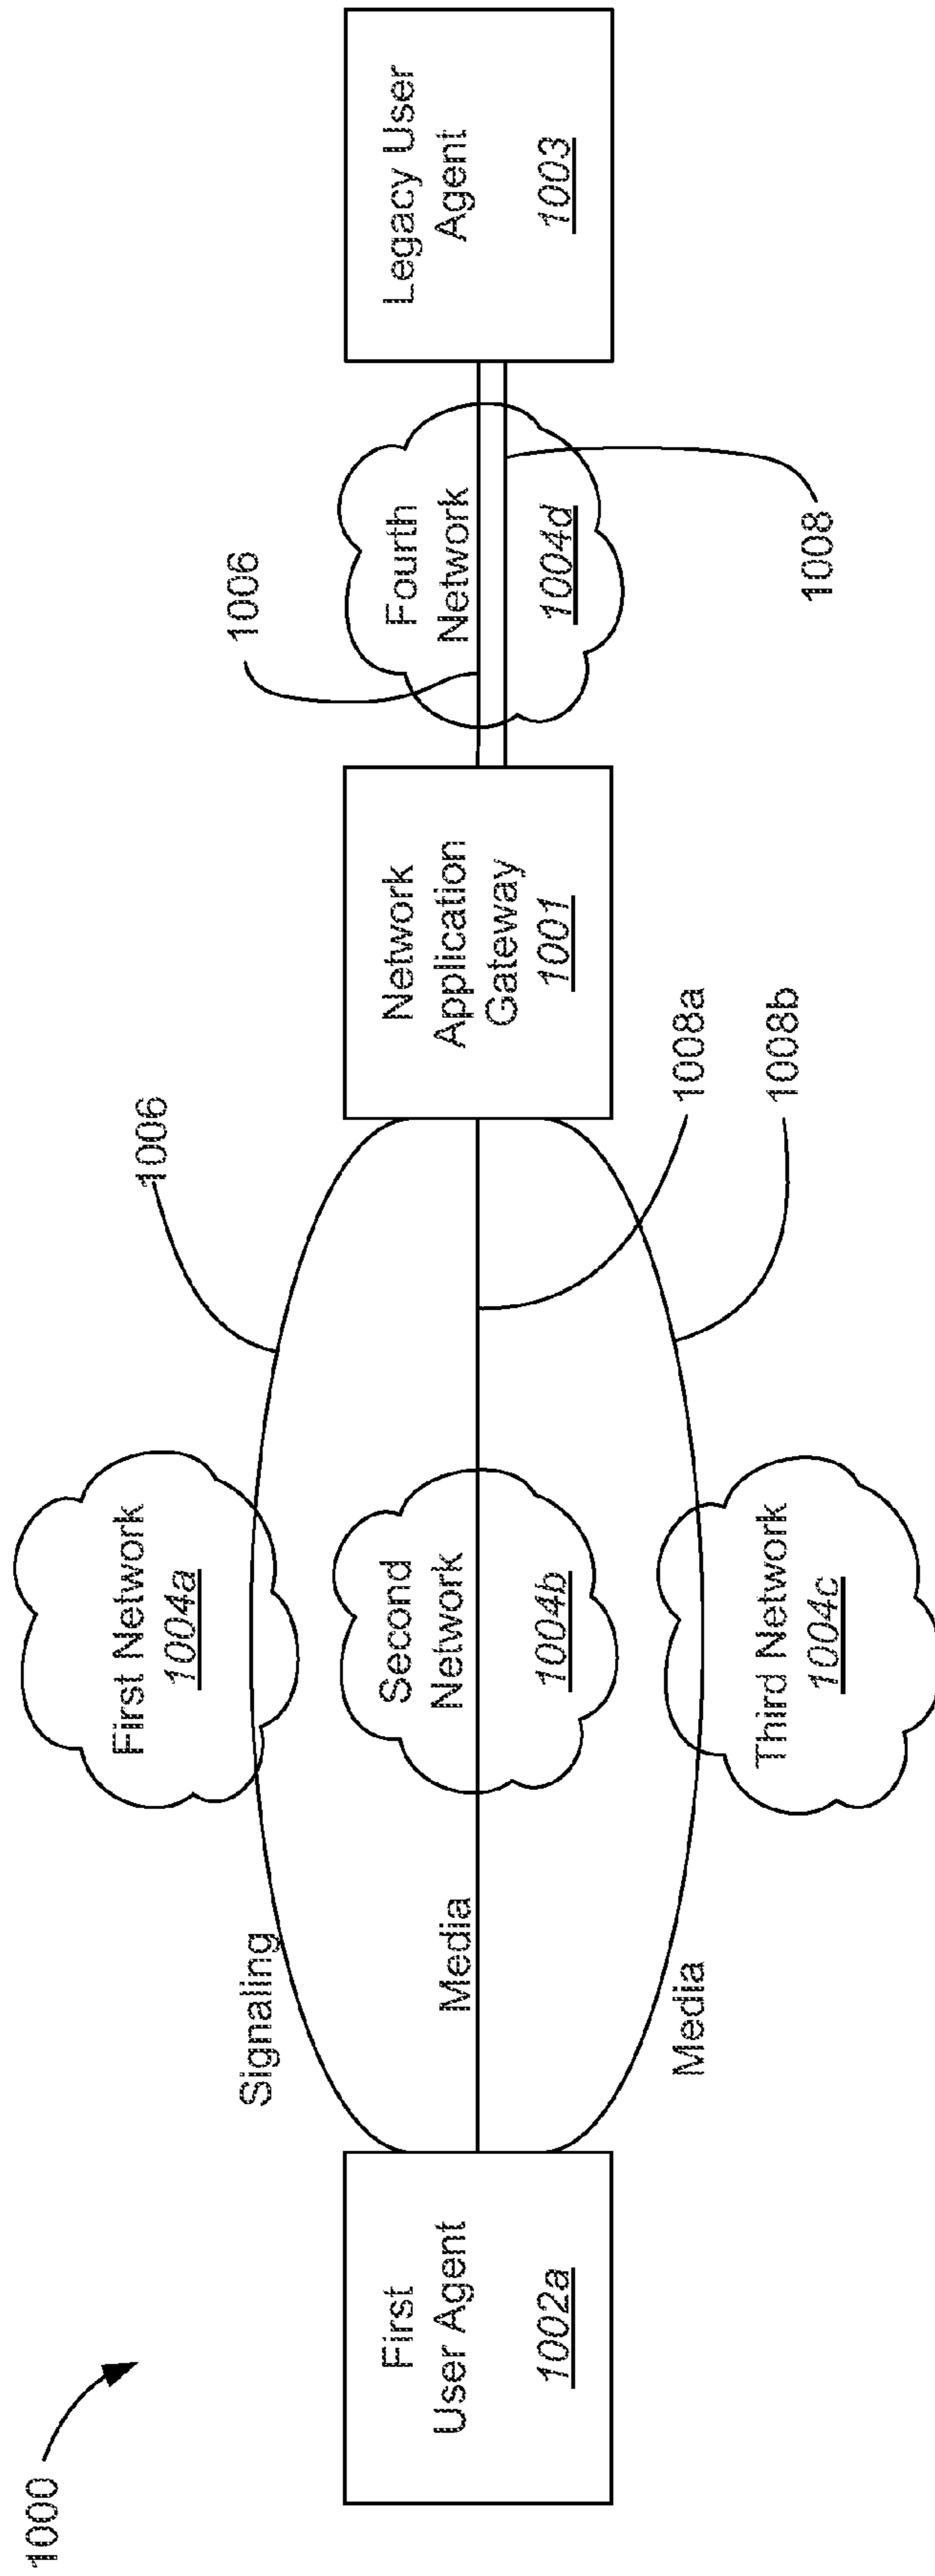 1000
First
User Agent
1002a
Signaling
Media
Media
First Network
1004a
Second
Network
1004b
Third Network
1004c
1006
1008a
1008b
Network
Application
Gateway
1001
1006
Fourth
Network
1004d
1008
Legacy User
Agent
1003